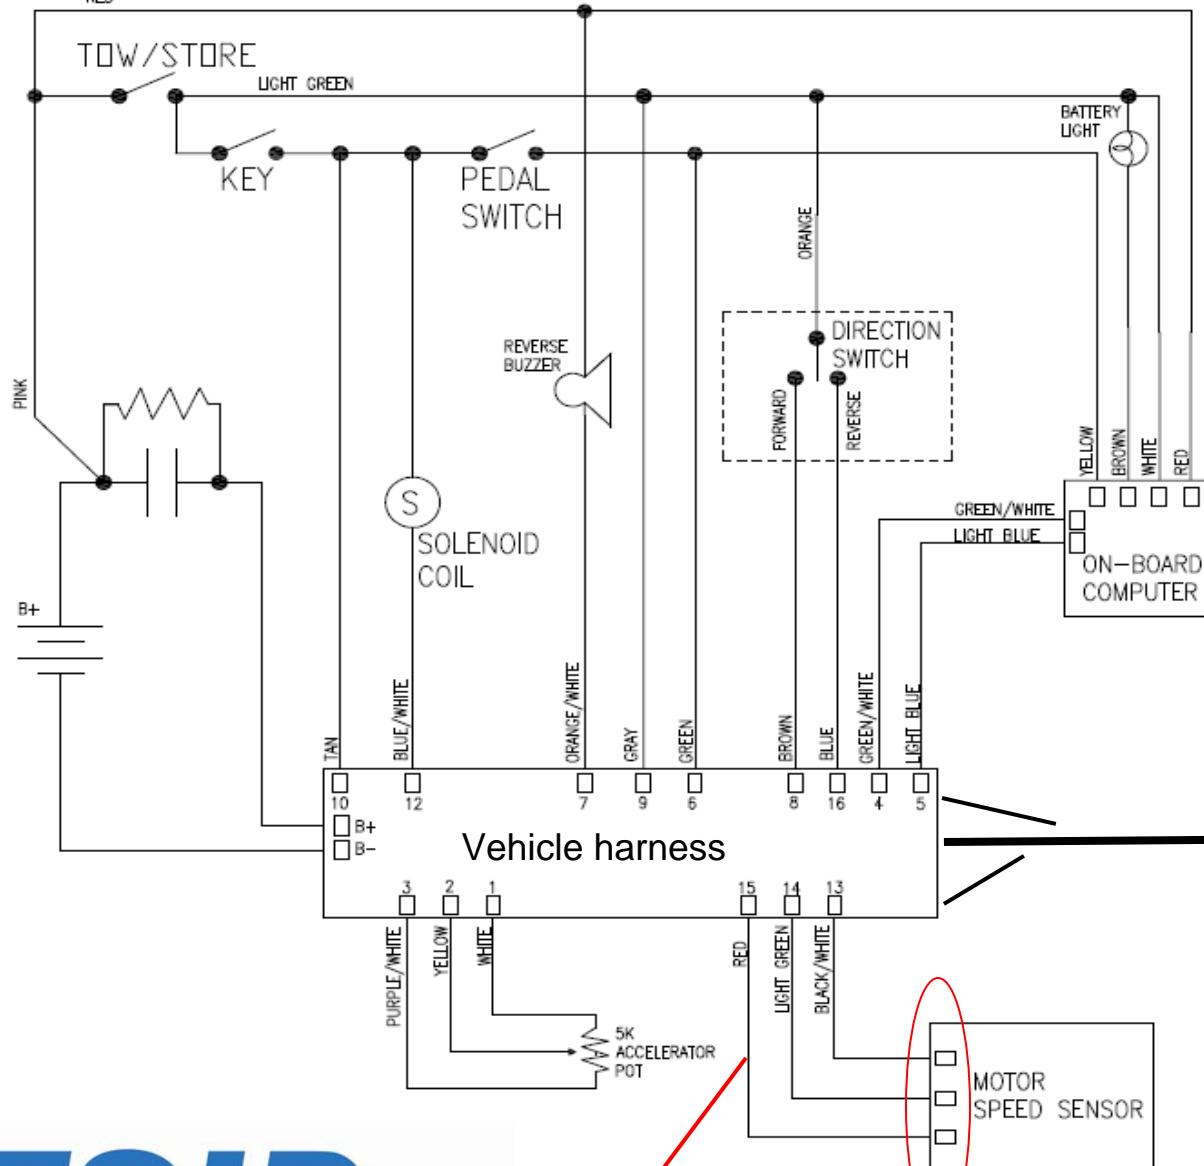 TOW/STORE
LIGHT GREEN
BATTERY
LIGHT
KEY
PEDAL
SWITCH
ORANGE
DIRECTION
SWITCH
REVERSE
BUZZER
PINK
FORWARD
REVERSE
YELLOW
BROWN
WHITE
RED
S
GREEN/WHITE
LIGHT BLUE
SOLENOID
COIL
ON-BOARD
COMPUTER
B+
TAN
BLUE/WHITE
ORANGE/WHITE
GRAY
GREEN
BROWN
BLUE
GREEN/WHITE
LIGHT BLUE
10
12
7
9
6
8
16
4
5
B+
B-
Vehicle harness
3
2
1
15
14
13
PURPLE/WHITE
YELLOW
WHITE
RED
LIGHT GREEN
BLACK/WHITE
5K
ACCELERATOR
POT
MOTOR
SPEED SENSOR